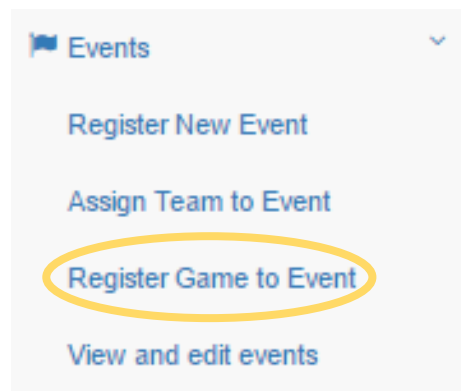 Events
Register New Event
Assign Team to Event
Register Game to Event
View and edit events